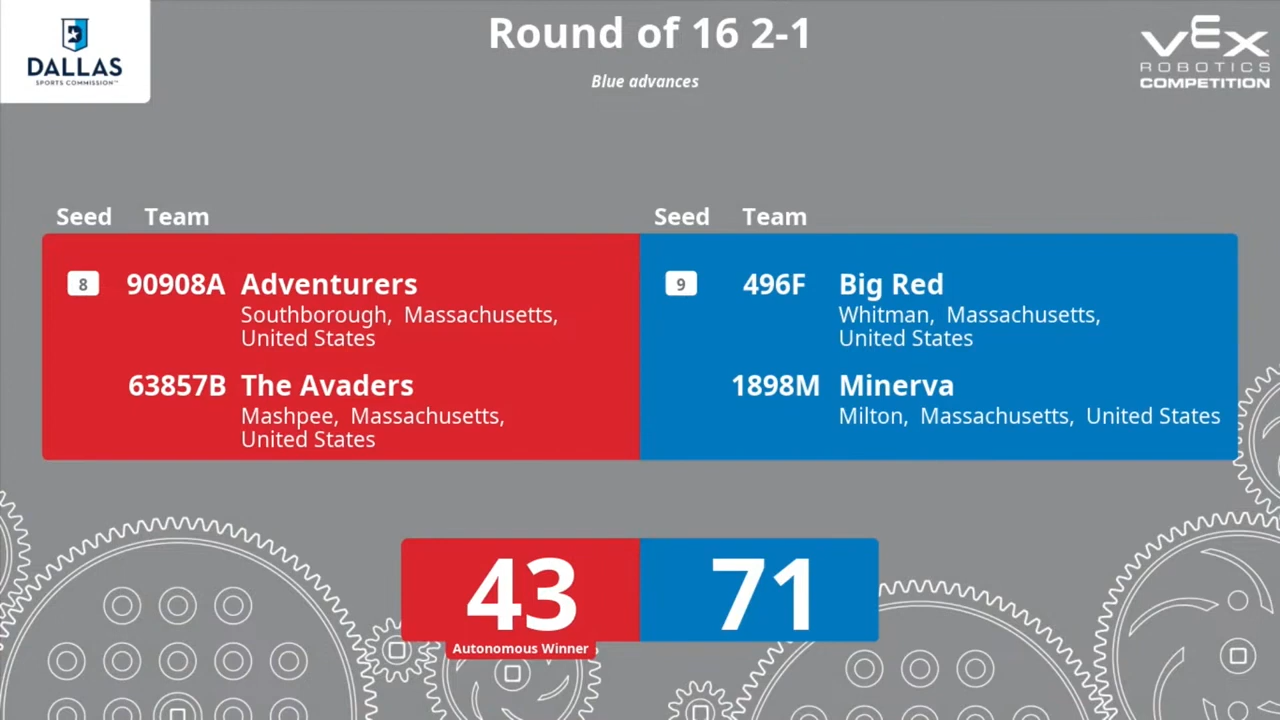 DALLAS
SPORTS COMMISSION™
Round of 16 2-1
Blue advances
VEX
ROBOTICS
COMPETITION
Seed Team
Seed Team
8 90908A Adventurers
Southborough, Massachusetts,
United States
63857B The Avaders
Mashpee, Massachusetts,
United States
9 496F Big Red
Whitman, Massachusetts,
United States
1898M Minerva
Milton, Massachusetts, United States
43
Autonomous Winner
71